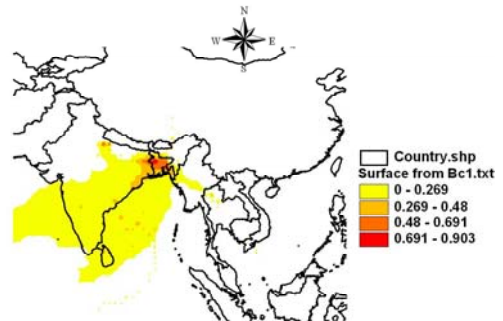 N
W E
S
Country.shp
Surface from Bc1.txt
0 - 0.269
0.269 - 0.48
0.48 - 0.691
0.691 - 0.903